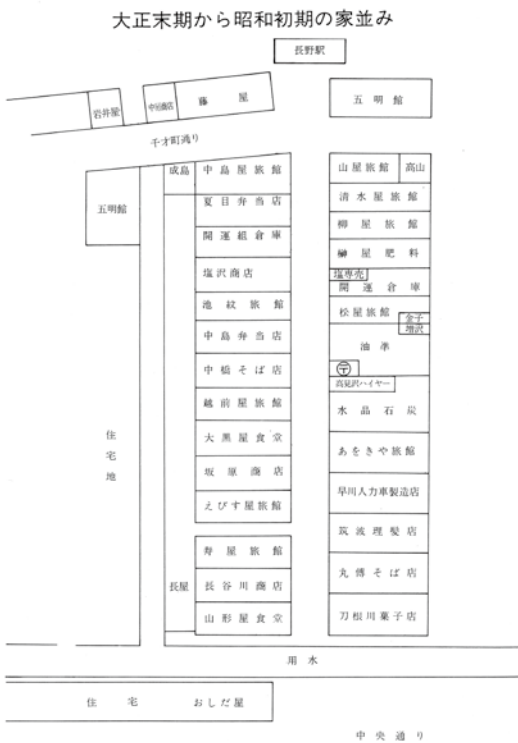 大正末期から昭和初期の家並み
長野駅
岩井屋
中村商店
藤屋
五明館
千才町通り
五明館
成島
中島屋旅館
夏目弁当店
開運組倉庫
塩沢商店
池紋旅館
中島弁当店
中橋そば店
越前屋旅館
大黒屋食堂
坂原商店
えびす屋旅館
寿屋旅館
長屋
長谷川商店
山形屋食堂
山屋旅館
高山
清水屋旅館
柳屋旅館
榊屋肥料
塩専売
開運倉庫
松屋旅館
金子
増沢
油準
〒
高見沢ハイヤー
水品石炭
あをきや旅館
早川人力車製造店
筑波理髪店
丸傳そば店
刀根川菓子店
住宅地
用水
住宅
おしだ屋
中央通り